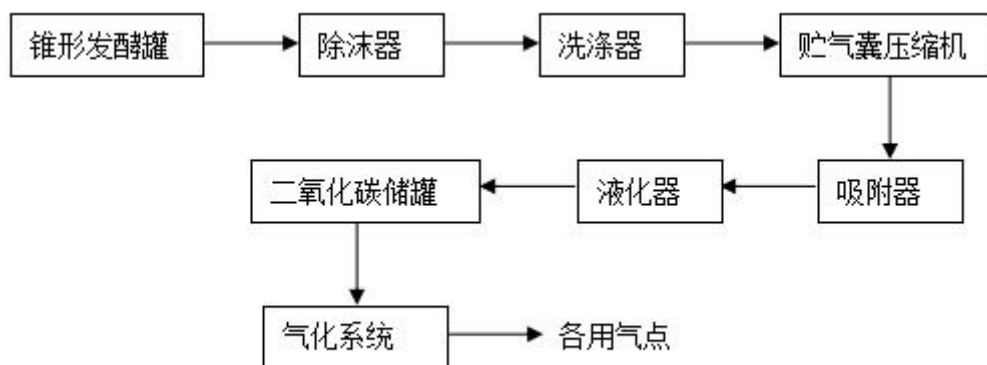 锥形发酵罐
除沫器
洗涤器
贮气囊压缩机
吸附器
液化器
二氧化碳储罐
气化系统
各用气点